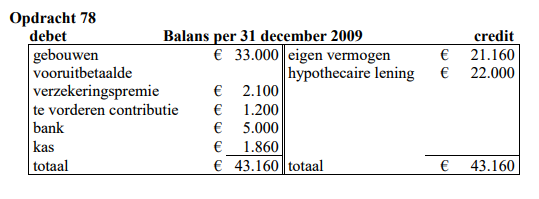 Opdracht 78
debet Balans per 31 december 2009 credit
gebouwen € 33.000 eigen vermogen € 21.160
vooruitbetaalde hypothecaire lening € 22.000
verzekeringspremie € 2.100
te vorderen contributie € 1.200
bank € 5.000
kas € 1.860
totaal € 43.160 totaal € 43.160